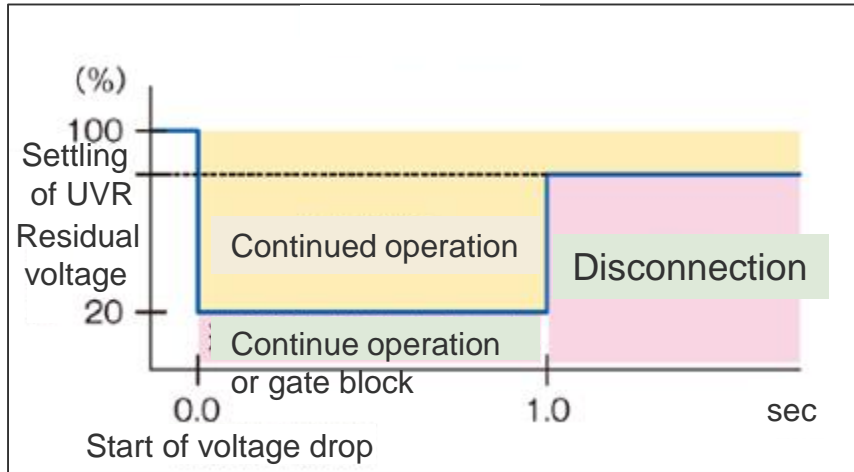 (%)
100
Settling
of UVR
Residual
voltage
20
Continued operation
Disconnection
Continue operation
or gate block
0.0
1.0
sec
Start of voltage drop